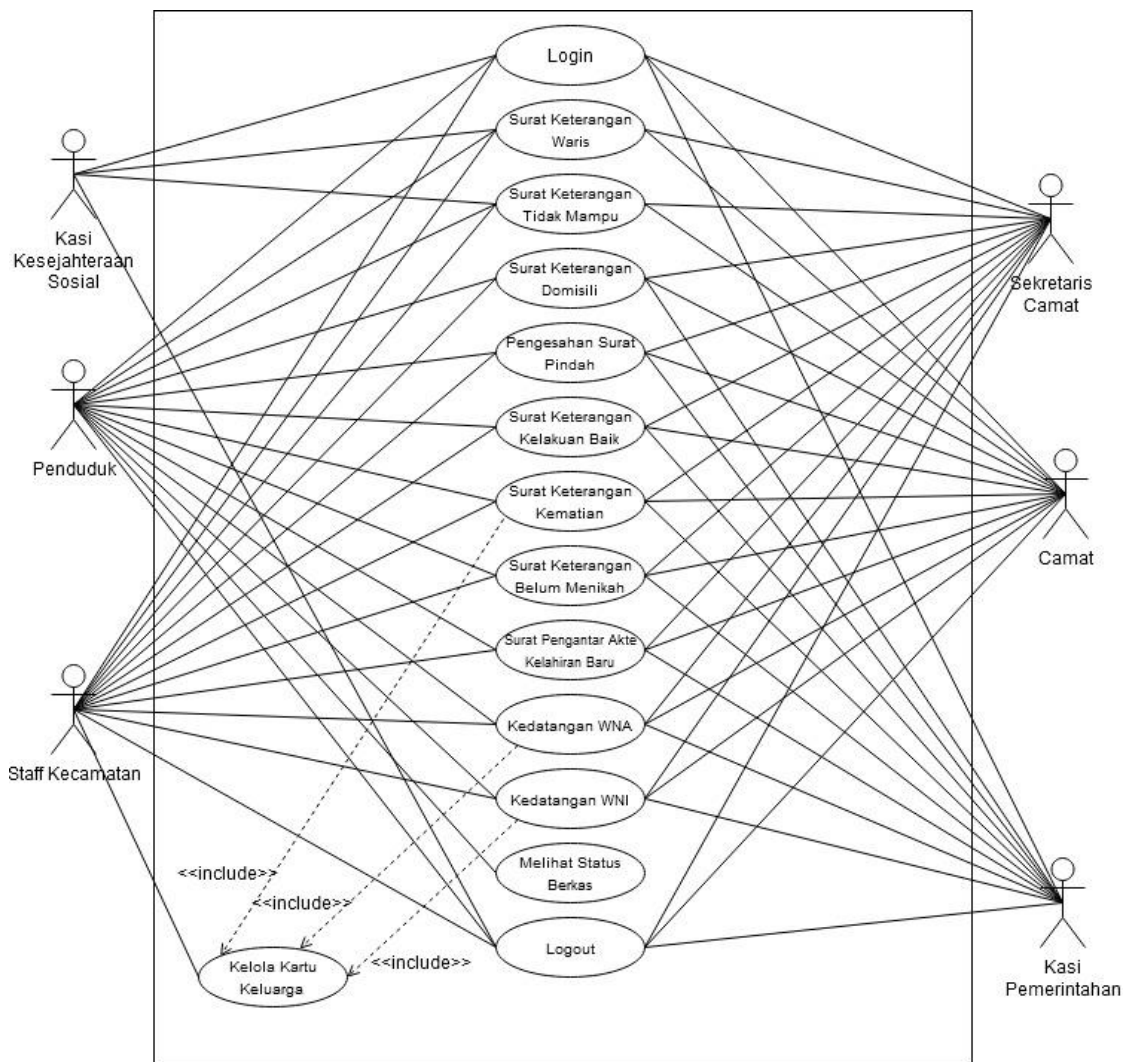 Login
Surat Keterangan
Waris
Surat Keterangan
Tidak Mampu
Surat Keterangan
Domisili
Pengesahan Surat
Pindah
Surat Keterangan
Kelakuan Baik
Surat Keterangan
Kematian
Surat Keterangan
Belum Menikah
Surat Pengantar Akte
Kelahiran Baru
Kedatangan WNA
Kedatangan WNI
Melihat Status
Berkas
Logout
Kasi
Kesejahteraan
Sosial
Penduduk
Staff Kecamatan
<<include>>
<<include>>
<<include>>
Kelola Kartu
Keluarga
Sekretaris
Camat
Camat
Kasi
Pemerintahan